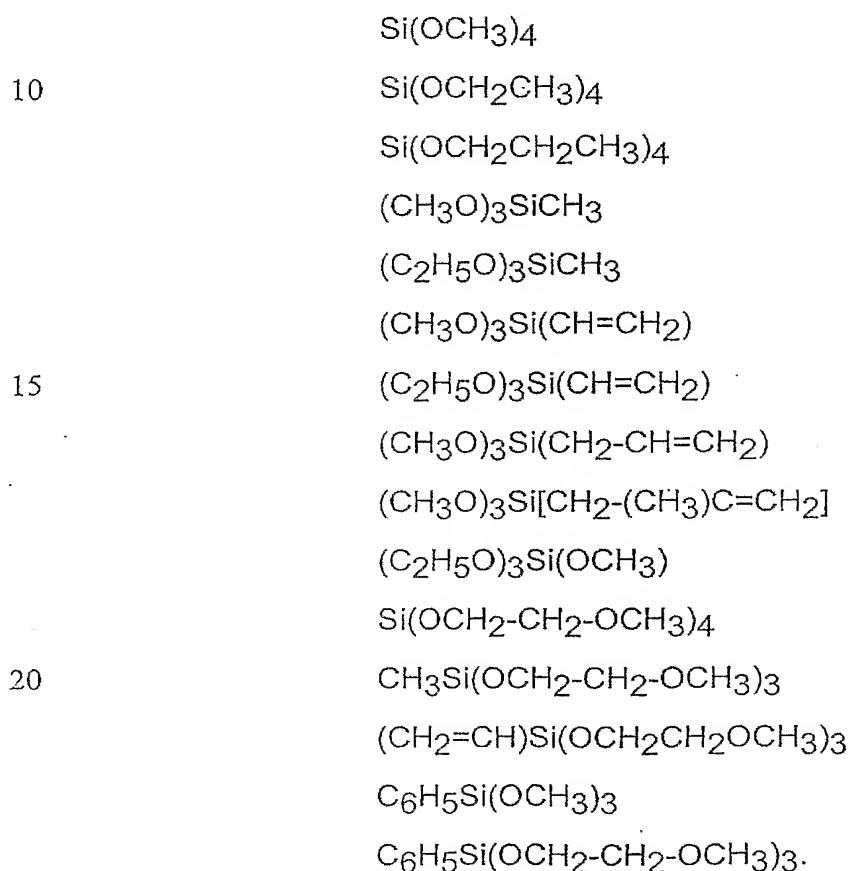 Si(OCH3)4
10 Si(OCH2CH3)4
Si(OCH2CH2CH3)4
(CH3O)3SiCH3
(C2H5O)3SiCH3
(CH3O)3Si(CH=CH2)
15 (C2H5O)3Si(CH=CH2)
(CH3O)3Si(CH2-CH=CH2)
(CH3O)3Si[CH2-(CH3)C=CH2]
(C2H5O)3Si(OCH3)
Si(OCH2-CH2-OCH3)4
20 CH3Si(OCH2-CH2-OCH3)3
(CH2=CH)Si(OCH2CH2OCH3)3
C6H5Si(OCH3)3
C6H5Si(OCH2-CH2-OCH3)3.